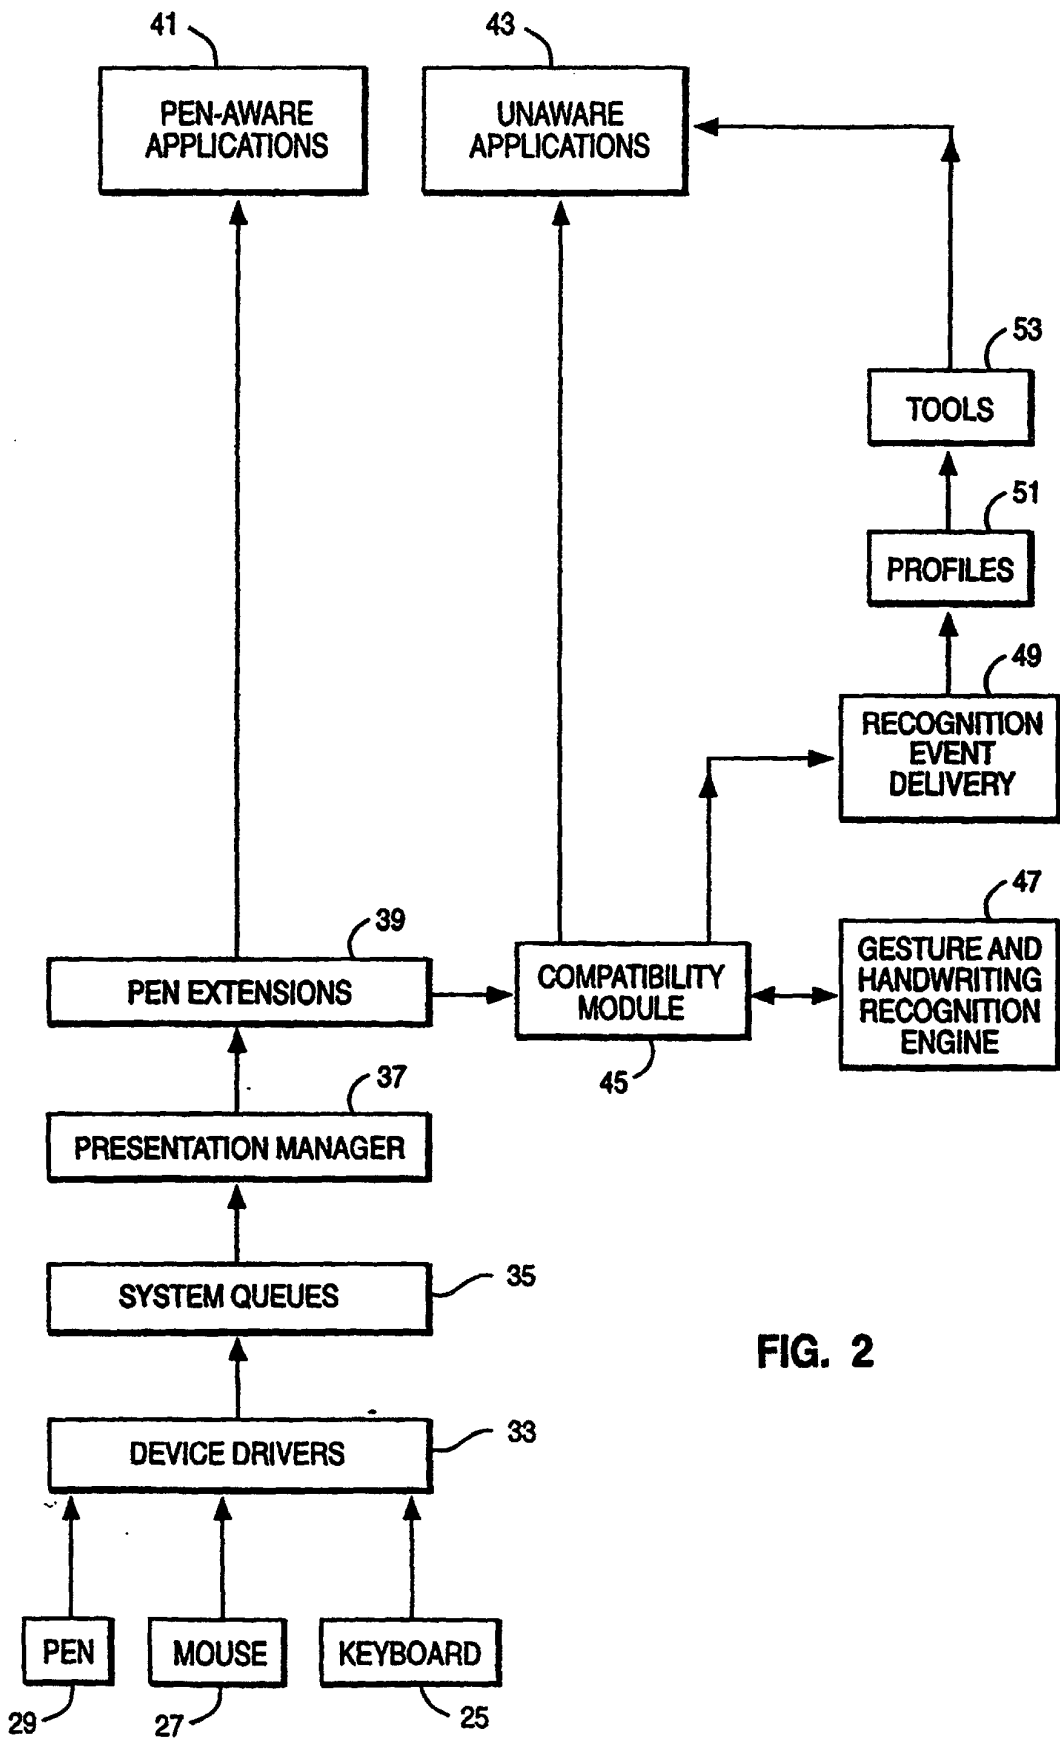 41
43
PEN-AWARE
APPLICATIONS
UNAWARE
APPLICATIONS
53
TOOLS
51
PROFILES
49
RECOGNITION
EVENT
DELIVERY
47
GESTURE AND
HANDWRITING
RECOGNITION
ENGINE
39
PEN EXTENSIONS
COMPATIBILITY
MODULE
45
37
PRESENTATION MANAGER
35
SYSTEM QUEUES
FIG. 2
33
DEVICE DRIVERS
PEN
MOUSE
KEYBOARD
29
27
25